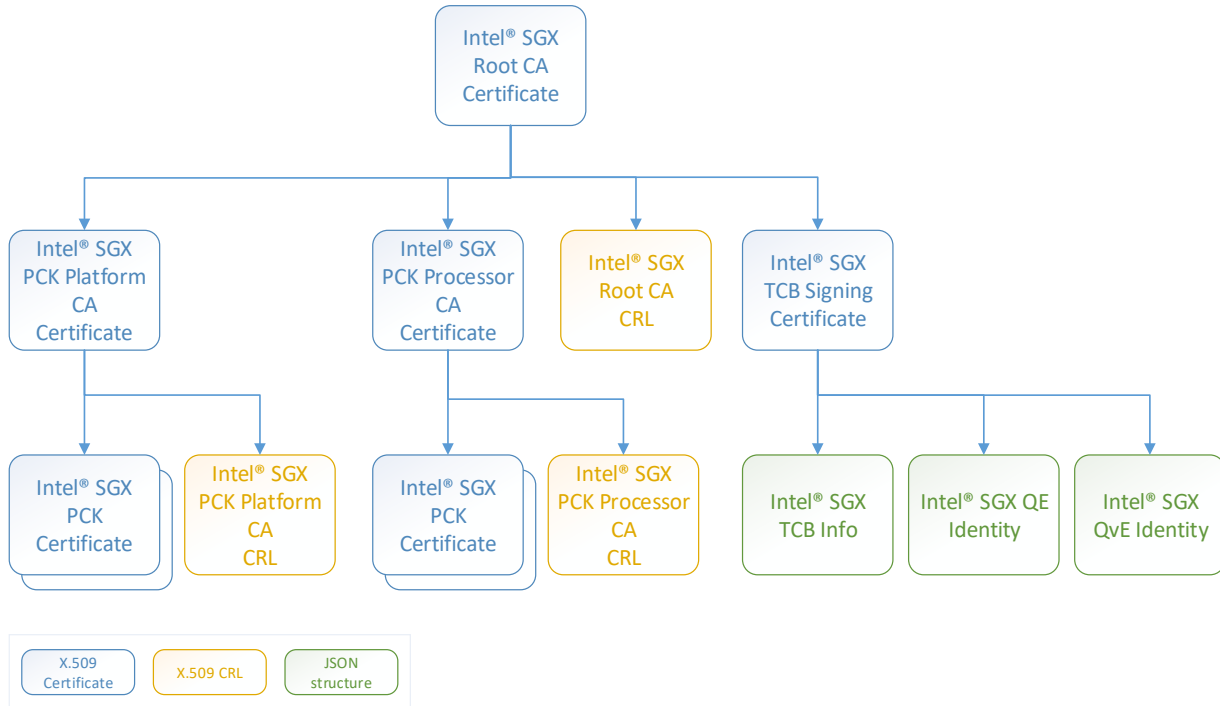 Intel® SGX
Root CA
Certificate
Intel® SGX
PCK Platform
CA
Certificate
Intel® SGX
PCK Processor
CA
Certificate
Intel® SGX
Root CA
CRL
Intel® SGX
TCB Signing
Certificate
Intel® SGX
PCK
Certificate
Intel® SGX
PCK Platform
CA
CRL
Intel® SGX
PCK
Certificate
Intel® SGX
PCK Processor
CA
CRL
Intel® SGX
TCB Info
Intel® SGX QE
Identity
Intel® SGX
QvE Identity
X.509
Certificate
X.509 CRL
JSON
structure